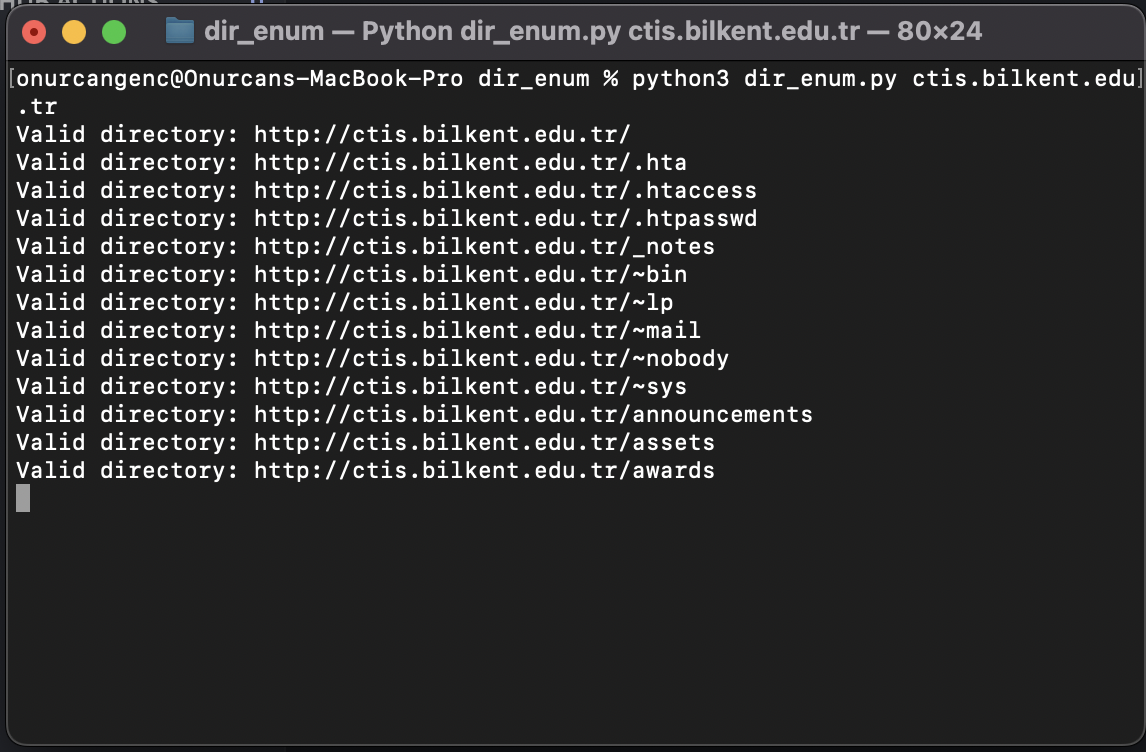 dir_enum — Python dir_enum.py ctis.bilkent.edu.tr — 80×24
[onurcangenc@Onurcans-MacBook-Pro dir_enum % python3 dir_enum.py ctis.bilkent.edu]
.tr
Valid directory: http://ctis.bilkent.edu.tr/
Valid directory: http://ctis.bilkent.edu.tr/.hta
Valid directory: http://ctis.bilkent.edu.tr/.htaccess
Valid directory: http://ctis.bilkent.edu.tr/.htpasswd
Valid directory: http://ctis.bilkent.edu.tr/_notes
Valid directory: http://ctis.bilkent.edu.tr/~bin
Valid directory: http://ctis.bilkent.edu.tr/~lp
Valid directory: http://ctis.bilkent.edu.tr/~mail
Valid directory: http://ctis.bilkent.edu.tr/~nobody
Valid directory: http://ctis.bilkent.edu.tr/~sys
Valid directory: http://ctis.bilkent.edu.tr/announcements
Valid directory: http://ctis.bilkent.edu.tr/assets
Valid directory: http://ctis.bilkent.edu.tr/awards